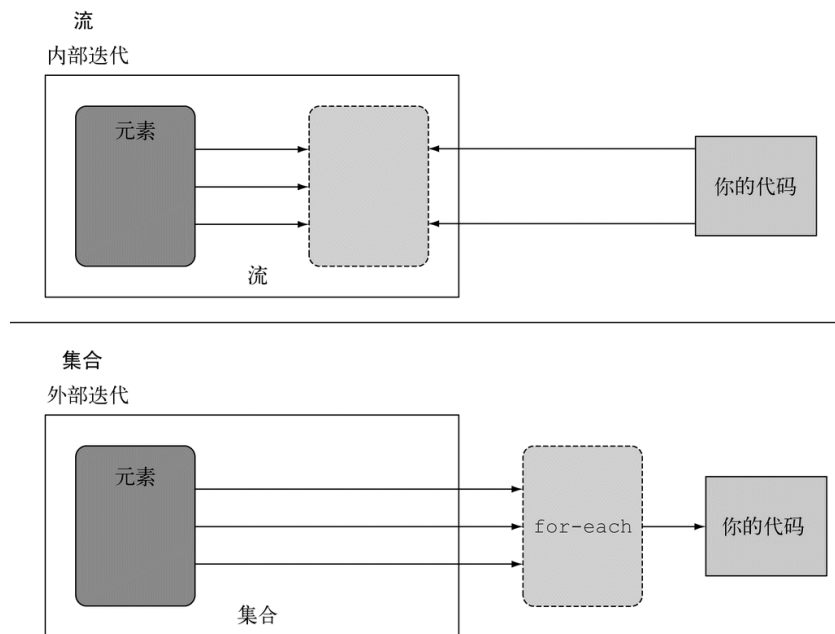 流
内部迭代
元素
你的代码
流
集合
外部迭代
元素
for-each
你的代码
集合